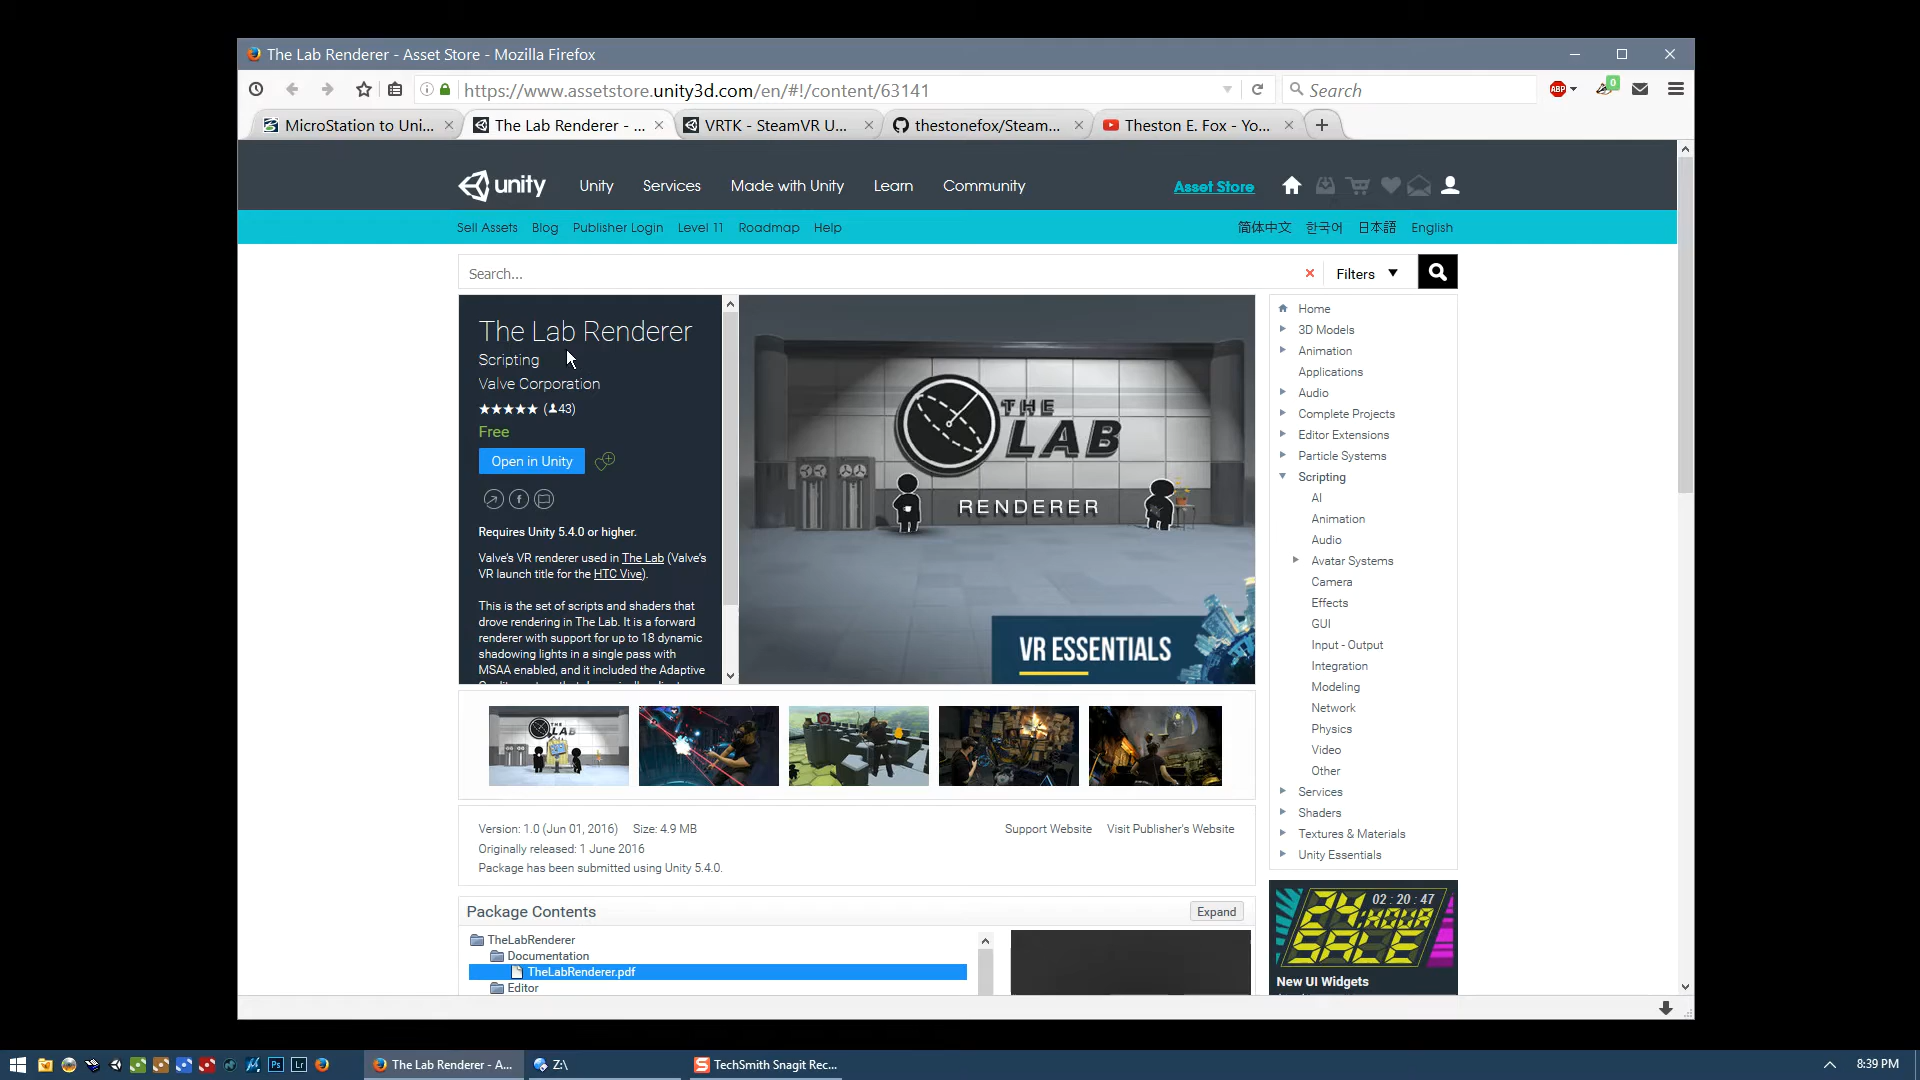 The Lab Renderer - Asset Store - Mozilla Firefox
https://www.assetstore.unity3d.com/en/#!/content/63141
Search
ABP
0
MicroStation to Uni...
The Lab Renderer - ...
VRTK - SteamVR U...
thestonefox/Steam...
Theston E. Fox - Yo...
unity
Unity
Services
Made with Unity
Learn
Community
Asset Store
Sell Assets
Blog
Publisher Login
Level 11
Roadmap
Help
简体中文
한국어
日本語
English
Search...
Filters
The Lab Renderer
Scripting
Valve Corporation
★★★★★ (43)
Free
Open in Unity
Requires Unity 5.4.0 or higher.
Valve's VR renderer used in The Lab (Valve's
VR launch title for the HTC Vive).
This is the set of scripts and shaders that
drove rendering in The Lab. It is a forward
renderer with support for up to 18 dynamic
shadowing lights in a single pass with
MSAA enabled, and it included the Adaptive
THE
LAB
RENDERER
VR ESSENTIALS
Home
3D Models
Animation
Applications
Audio
Complete Projects
Editor Extensions
Particle Systems
Scripting
AI
Animation
Audio
Avatar Systems
Camera
Effects
GUI
Input - Output
Integration
Modeling
Network
Physics
Video
Other
Services
Shaders
Textures & Materials
Unity Essentials
THE
LAB
Version: 1.0 (Jun 01, 2016)
Size: 4.9 MB
Support Website
Visit Publisher's Website
Originally released: 1 June 2016
Package has been submitted using Unity 5.4.0.
Package Contents
Expand
TheLabRenderer
Documentation
TheLabRenderer.pdf
Editor
02 : 20 : 47
24 HOUR
SALE
New UI Widgets
Ps
Lr
The Lab Renderer - A...
Z:\
TechSmith Snagit Rec...
8:39 PM